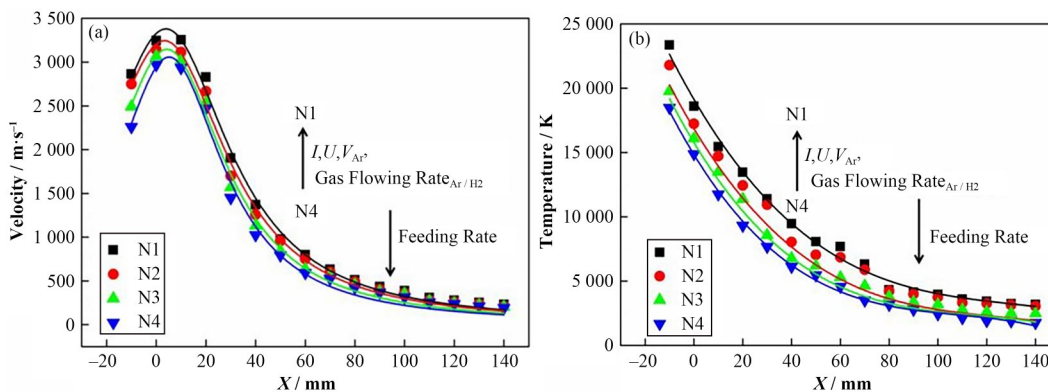 (a)
3 500
3 000
2 500
2 000
1 500
1 000
500
0
Velocity / m·s⁻¹
N1
I,U,V_Ar,
Gas Flowing Rate_Ar / H2
N4
Feeding Rate
N1
N2
N3
N4
−20 0 20 40 60 80 100 120 140
X / mm
(b)
25 000
20 000
15 000
10 000
5 000
0
Temperature / K
N1
I,U,V_Ar,
Gas Flowing Rate_Ar / H2
N4
Feeding Rate
N1
N2
N3
N4
−20 0 20 40 60 80 100 120 140
X / mm